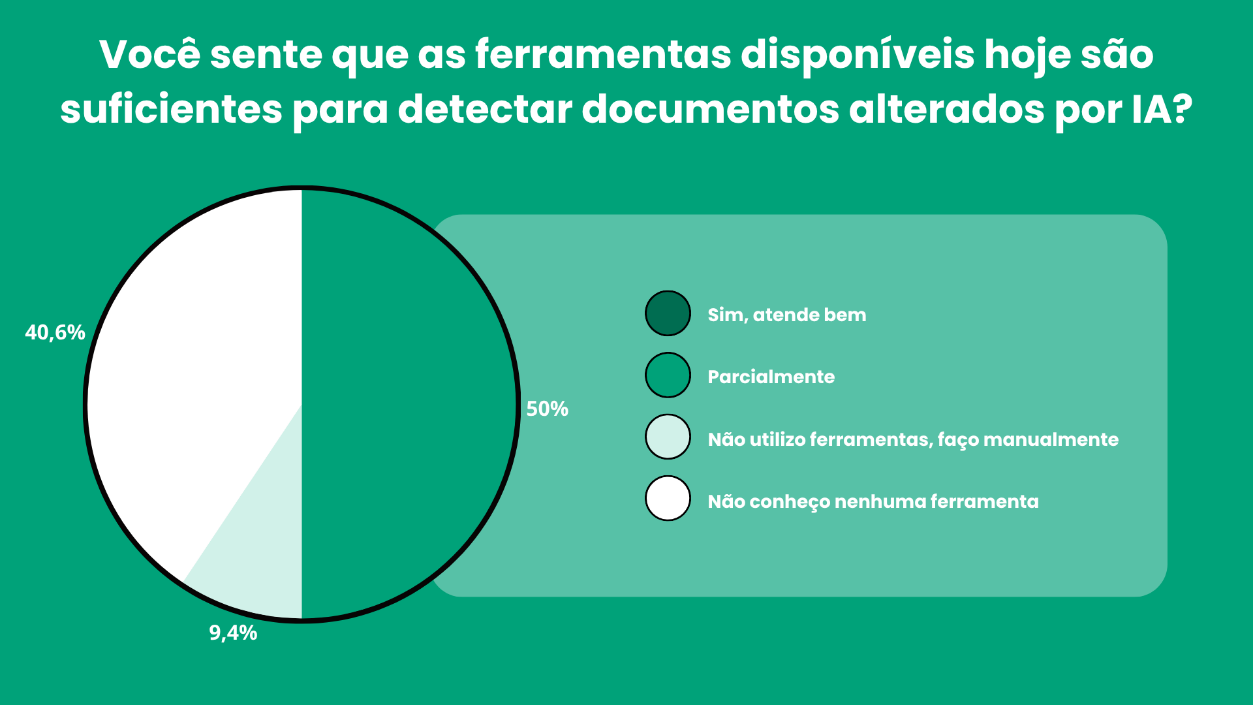 Você sente que as ferramentas disponíveis hoje são
suficientes para detectar documentos alterados por IA?
40,6%
50%
9,4%
Sim, atende bem
Parcialmente
Não utilizo ferramentas, faço manualmente
Não conheço nenhuma ferramenta